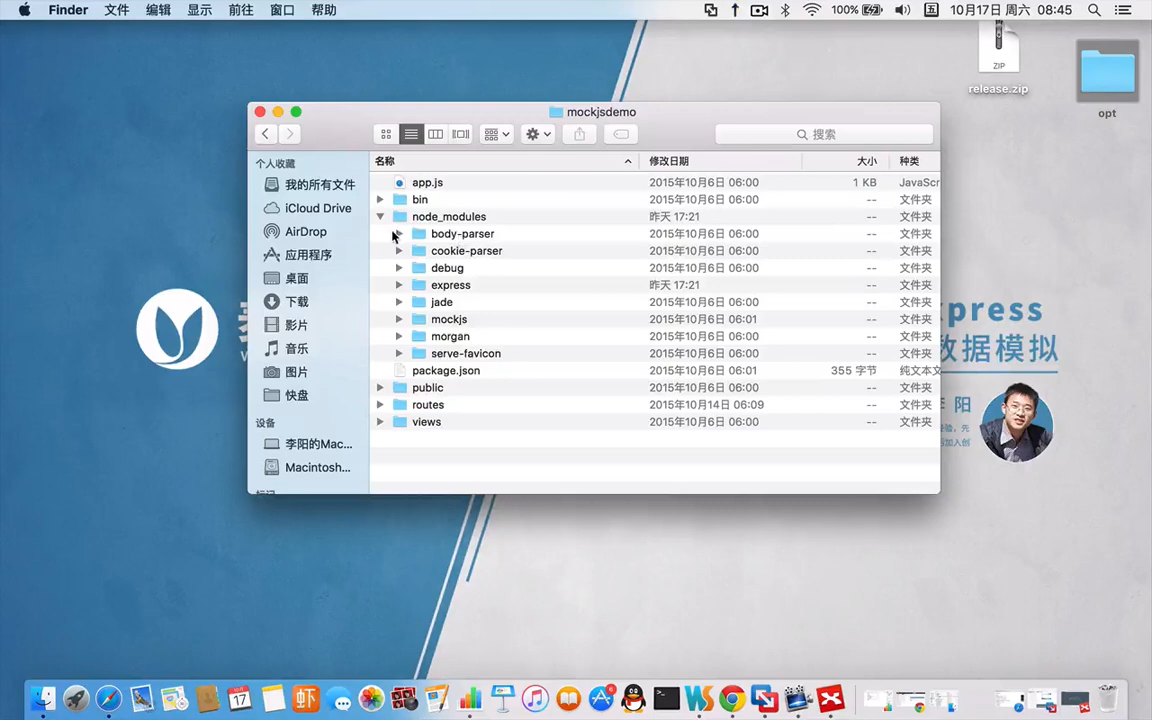 Finder 文件 编辑 显示 前往 窗口 帮助 100% 五 10月17日 周六 08:45
ZIP
release.zip
opt
mockjsdemo
搜索
个人收藏
我的所有文件
iCloud Drive
AirDrop
应用程序
桌面
下载
影片
音乐
图片
快盘
设备
李阳的Mac...
Macintosh...
名称 修改日期 大小 种类
app.js 2015年10月6日 06:00 1 KB JavaScr
bin 2015年10月6日 06:00 -- 文件夹
node_modules 昨天 17:21 -- 文件夹
body-parser 2015年10月6日 06:00 -- 文件夹
cookie-parser 2015年10月6日 06:00 -- 文件夹
debug 2015年10月6日 06:00 -- 文件夹
express 昨天 17:21 -- 文件夹
jade 2015年10月6日 06:00 -- 文件夹
mockjs 2015年10月6日 06:01 -- 文件夹
morgan 2015年10月6日 06:00 -- 文件夹
serve-favicon 2015年10月6日 06:00 -- 文件夹
package.json 2015年10月6日 06:01 355 字节 纯文本文
public 2015年10月6日 06:00 -- 文件夹
routes 2015年10月14日 06:09 -- 文件夹
views 2015年10月6日 06:00 -- 文件夹
xpress
数据模拟
李 阳
17
虾